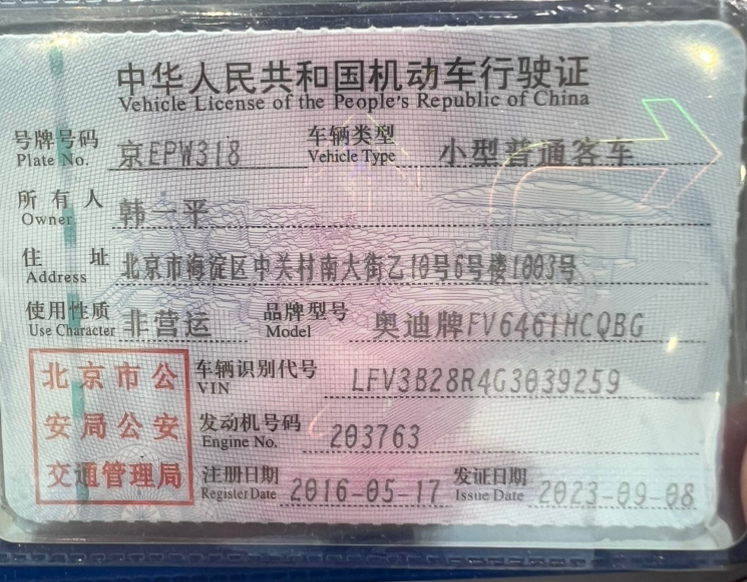 中华人民共和国机动车行驶证
Vehicle License of the People's Republic of China
号牌号码 京EPW318 车辆类型 小型普通客车
Plate No. Vehicle Type
所有人 韩一平
Owner
住址 北京市海淀区中关村南大街乙10号6号楼1003号
Address
使用性质 非营运 品牌型号 奥迪牌FV6461HCQBG
Use Character Model
北京市公安局公安交通管理局
车辆识别代号 LFV3B28R4G3039259
VIN
发动机号码 203763
Engine No.
注册日期 2016-05-17 发证日期 2023-09-08
Register Date Issue Date